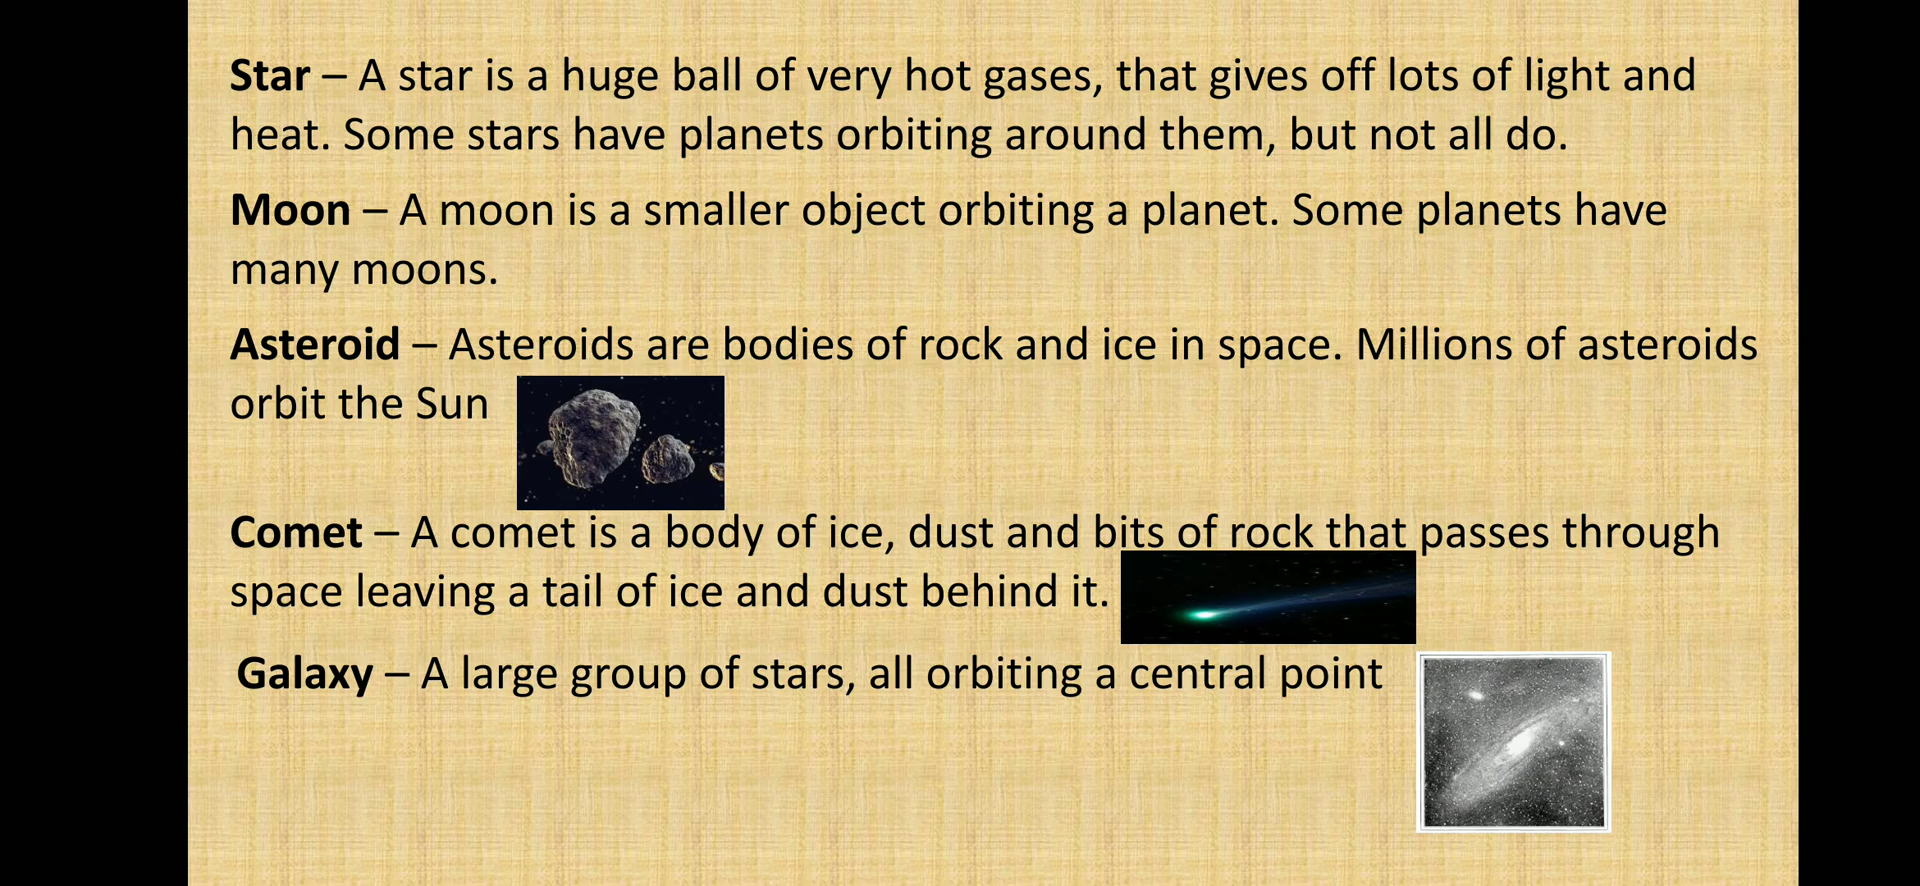 Star – A star is a huge ball of very hot gases, that gives off lots of light and
heat. Some stars have planets orbiting around them, but not all do.
Moon – A moon is a smaller object orbiting a planet. Some planets have
many moons.
Asteroid – Asteroids are bodies of rock and ice in space. Millions of asteroids
orbit the Sun
Comet – A comet is a body of ice, dust and bits of rock that passes through
space leaving a tail of ice and dust behind it.
Galaxy – A large group of stars, all orbiting a central point